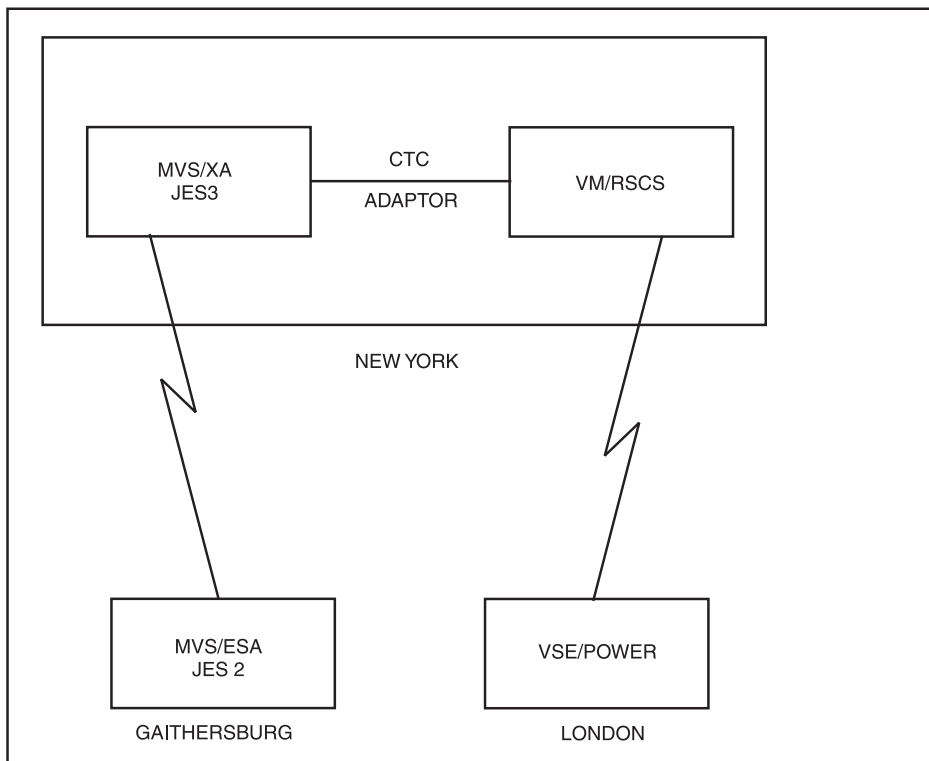 MVS/XA
JES3
CTC
ADAPTOR
VM/RSCS
NEW YORK
MVS/ESA
JES 2
VSE/POWER
GAITHERSBURG
LONDON